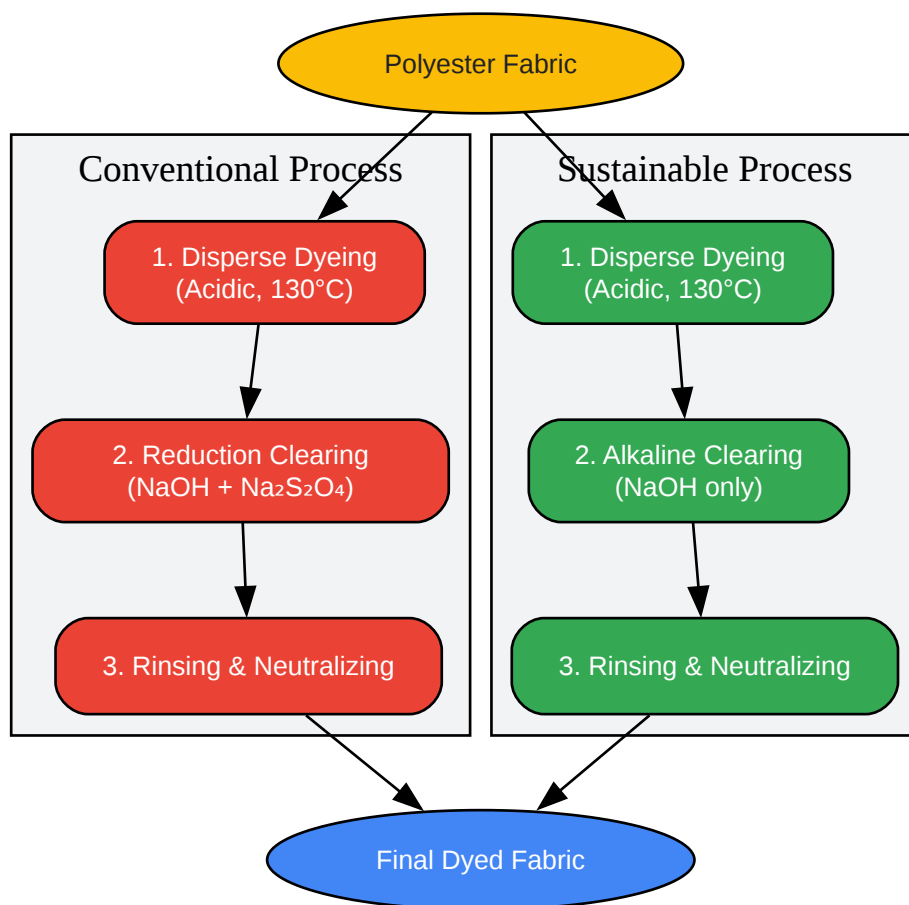 Polyester Fabric
Conventional Process
1. Disperse Dyeing
(Acidic, 130°C)
2. Reduction Clearing
(NaOH + Na₂S₂O₄)
3. Rinsing & Neutralizing
Sustainable Process
1. Disperse Dyeing
(Acidic, 130°C)
2. Alkaline Clearing
(NaOH only)
3. Rinsing & Neutralizing
Final Dyed Fabric